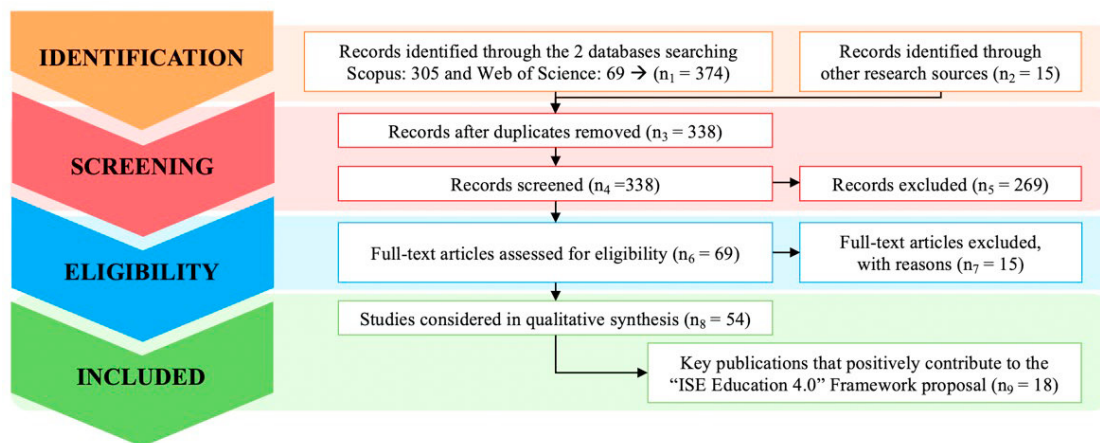 IDENTIFICATION
Records identified through the 2 databases searching
Scopus: 305 and Web of Science: 69 → (n₁ = 374)
Records identified through
other research sources (n₂ = 15)
SCREENING
Records after duplicates removed (n₃ = 338)
Records screened (n₄ =338)
Records excluded (n₅ = 269)
ELIGIBILITY
Full-text articles assessed for eligibility (n₆ = 69)
Full-text articles excluded,
with reasons (n₇ = 15)
INCLUDED
Studies considered in qualitative synthesis (n₈ = 54)
Key publications that positively contribute to the
“ISE Education 4.0” Framework proposal (n₉ = 18)